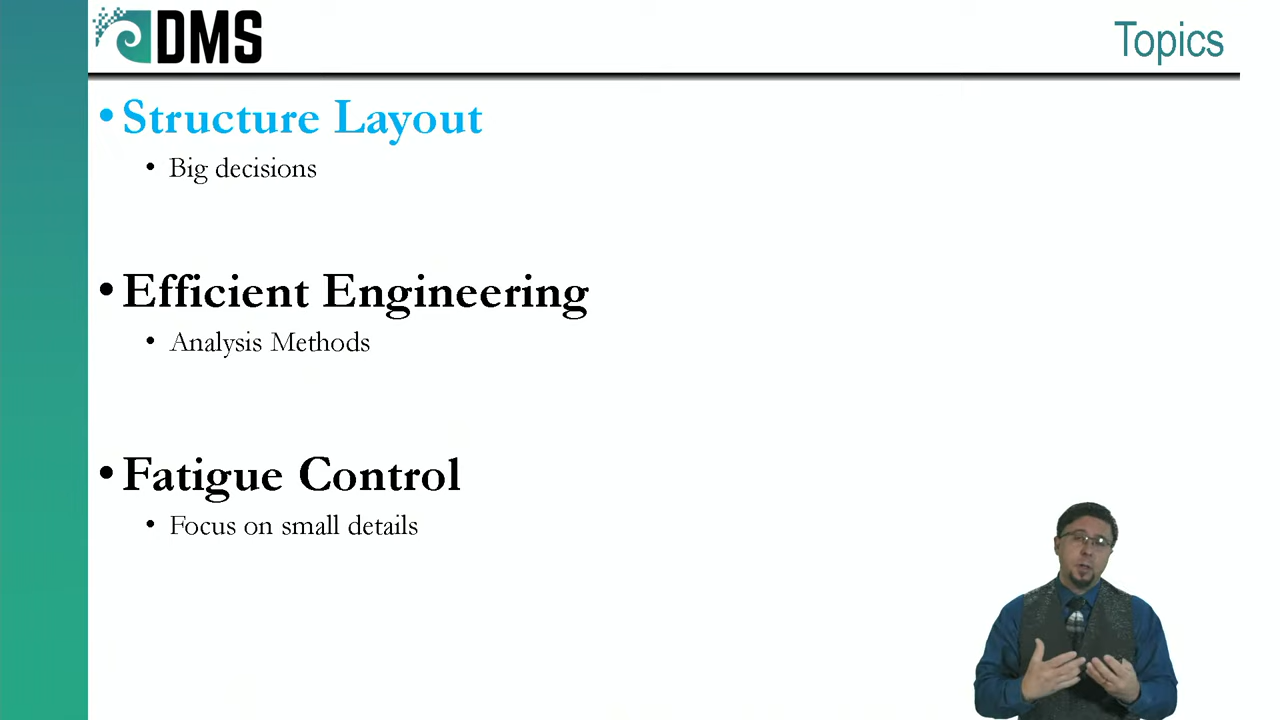 DMS
Topics
• Structure Layout
• Big decisions
• Efficient Engineering
• Analysis Methods
• Fatigue Control
• Focus on small details